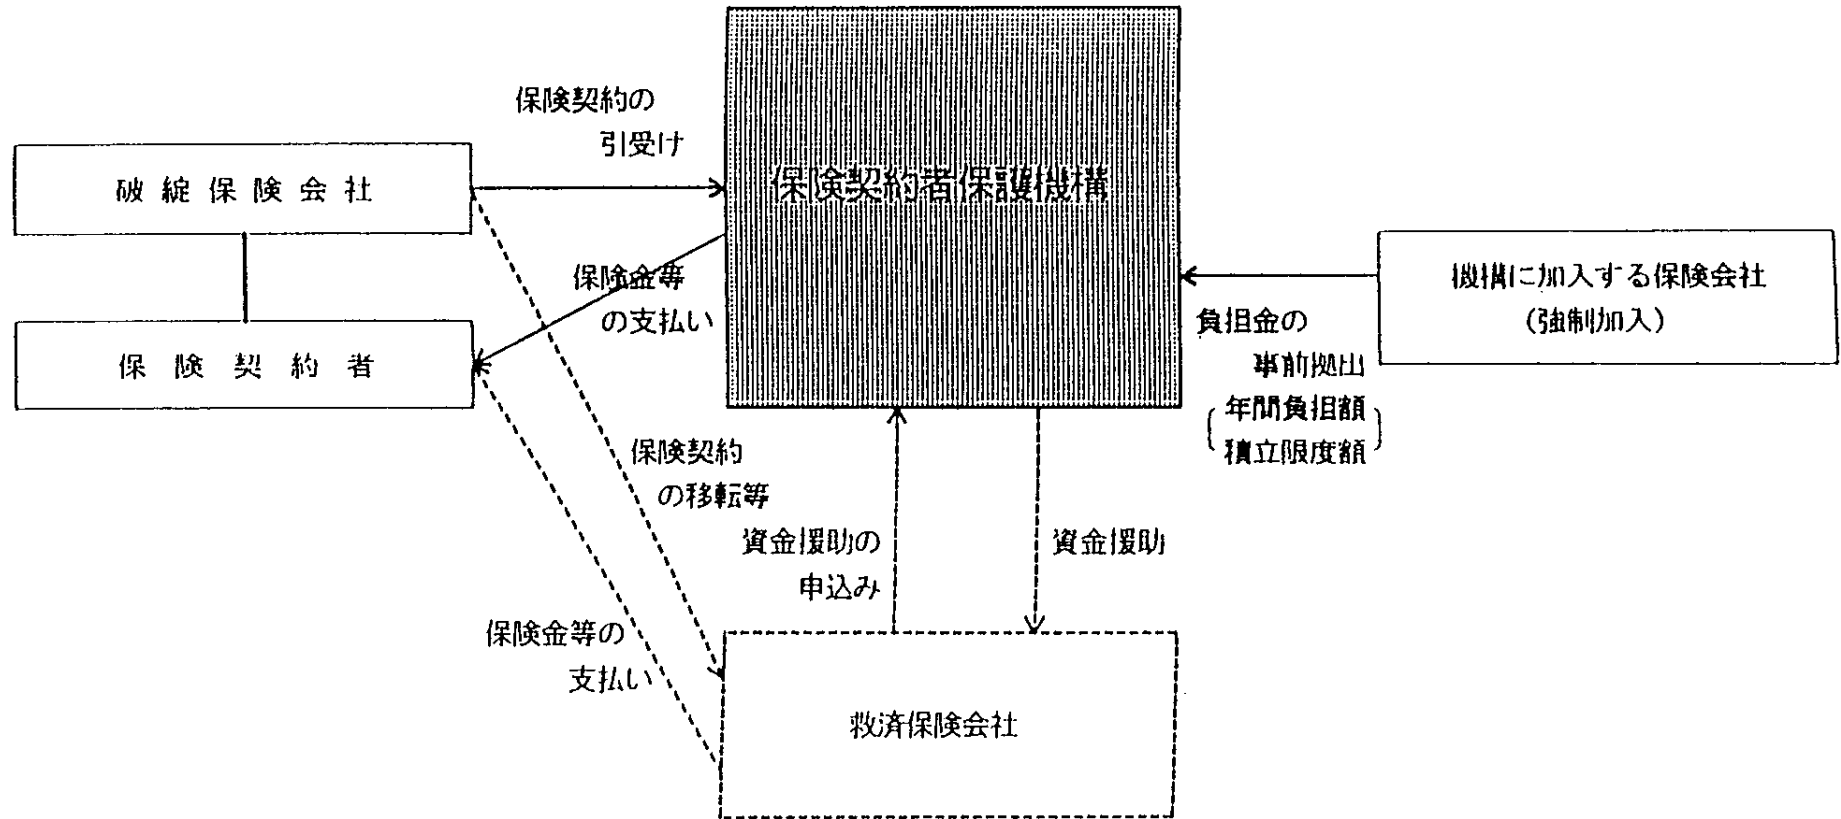 保険契約の
引受け
破綻保険会社
保険契約者保護機構
保険金等
の支払い
機構に加入する保険会社
(強制加入)
保険契約者
負担金の
事前拠出
年間負担額
積立限度額
保険契約
の移転等
資金援助の
申込み
資金援助
保険金等の
支払い
救済保険会社